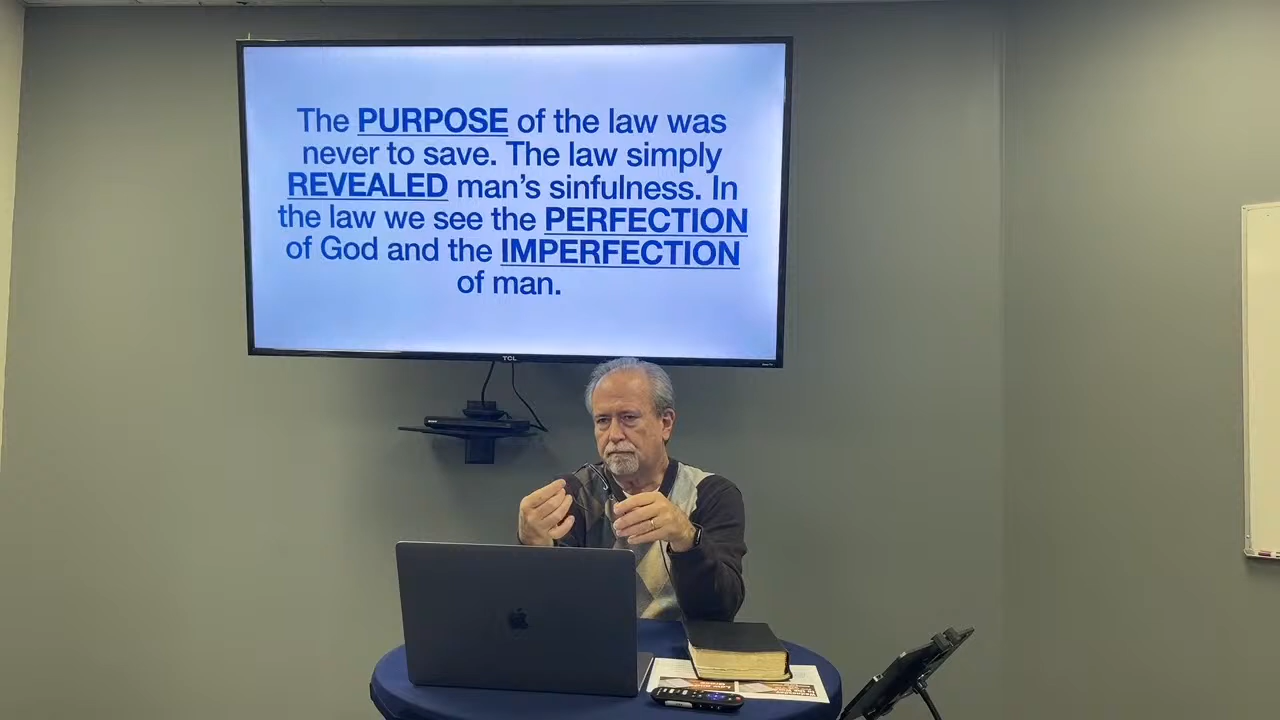 The PURPOSE of the law was
never to save. The law simply
REVEALED man's sinfulness. In
the law we see the PERFECTION
of God and the IMPERFECTION
of man.
TCL